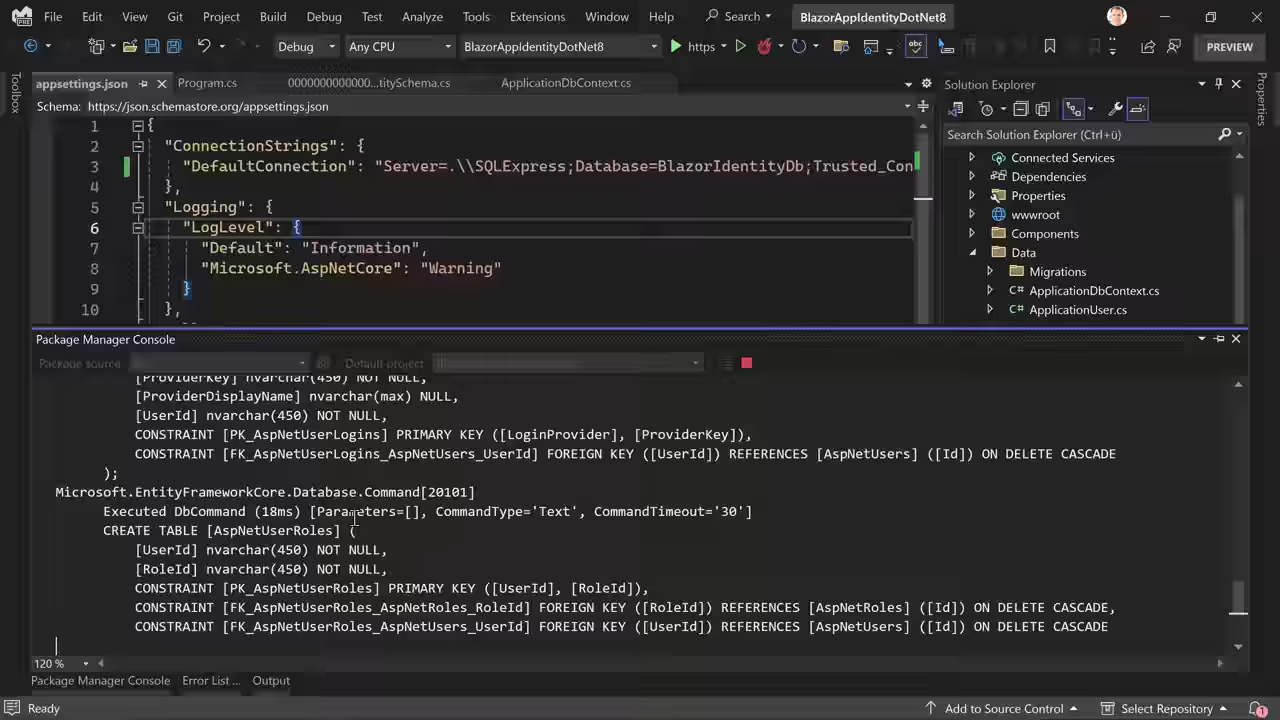 File Edit View Git Project Build Debug Test Analyze Tools Extensions Window Help Search BlazorAppIdentityDotNet8
Debug Any CPU BlazorAppIdentityDotNet8 https PREVIEW
Toolbox
appsettings.json Program.cs 000000000000...titySchema.cs ApplicationDbContext.cs
Schema: https://json.schemastore.org/appsettings.json
1 {
2 "ConnectionStrings": {
3 "DefaultConnection": "Server=.\\SQLExpress;Database=BlazorIdentityDb;Trusted_Con
4 },
5 "Logging": {
6 "LogLevel": {
7 "Default": "Information",
8 "Microsoft.AspNetCore": "Warning"
9 }
10 },
Solution Explorer
Search Solution Explorer (Ctrl+ü)
Connected Services
Dependencies
Properties
wwwroot
Components
Data
Migrations
C# ApplicationDbContext.cs
C# ApplicationUser.cs
Properties
Package Manager Console
Package source Default project
[ProviderKey] nvarchar(450) NOT NULL,
[ProviderDisplayName] nvarchar(max) NULL,
[UserId] nvarchar(450) NOT NULL,
CONSTRAINT [PK_AspNetUserLogins] PRIMARY KEY ([LoginProvider], [ProviderKey]),
CONSTRAINT [FK_AspNetUserLogins_AspNetUsers_UserId] FOREIGN KEY ([UserId]) REFERENCES [AspNetUsers] ([Id]) ON DELETE CASCADE
);
Microsoft.EntityFrameworkCore.Database.Command[20101]
Executed DbCommand (18ms) [Parameters=[], CommandType='Text', CommandTimeout='30']
CREATE TABLE [AspNetUserRoles] (
[UserId] nvarchar(450) NOT NULL,
[RoleId] nvarchar(450) NOT NULL,
CONSTRAINT [PK_AspNetUserRoles] PRIMARY KEY ([UserId], [RoleId]),
CONSTRAINT [FK_AspNetUserRoles_AspNetRoles_RoleId] FOREIGN KEY ([RoleId]) REFERENCES [AspNetRoles] ([Id]) ON DELETE CASCADE,
CONSTRAINT [FK_AspNetUserRoles_AspNetUsers_UserId] FOREIGN KEY ([UserId]) REFERENCES [AspNetUsers] ([Id]) ON DELETE CASCADE
120 %
Package Manager Console Error List ... Output
Ready Add to Source Control Select Repository 1